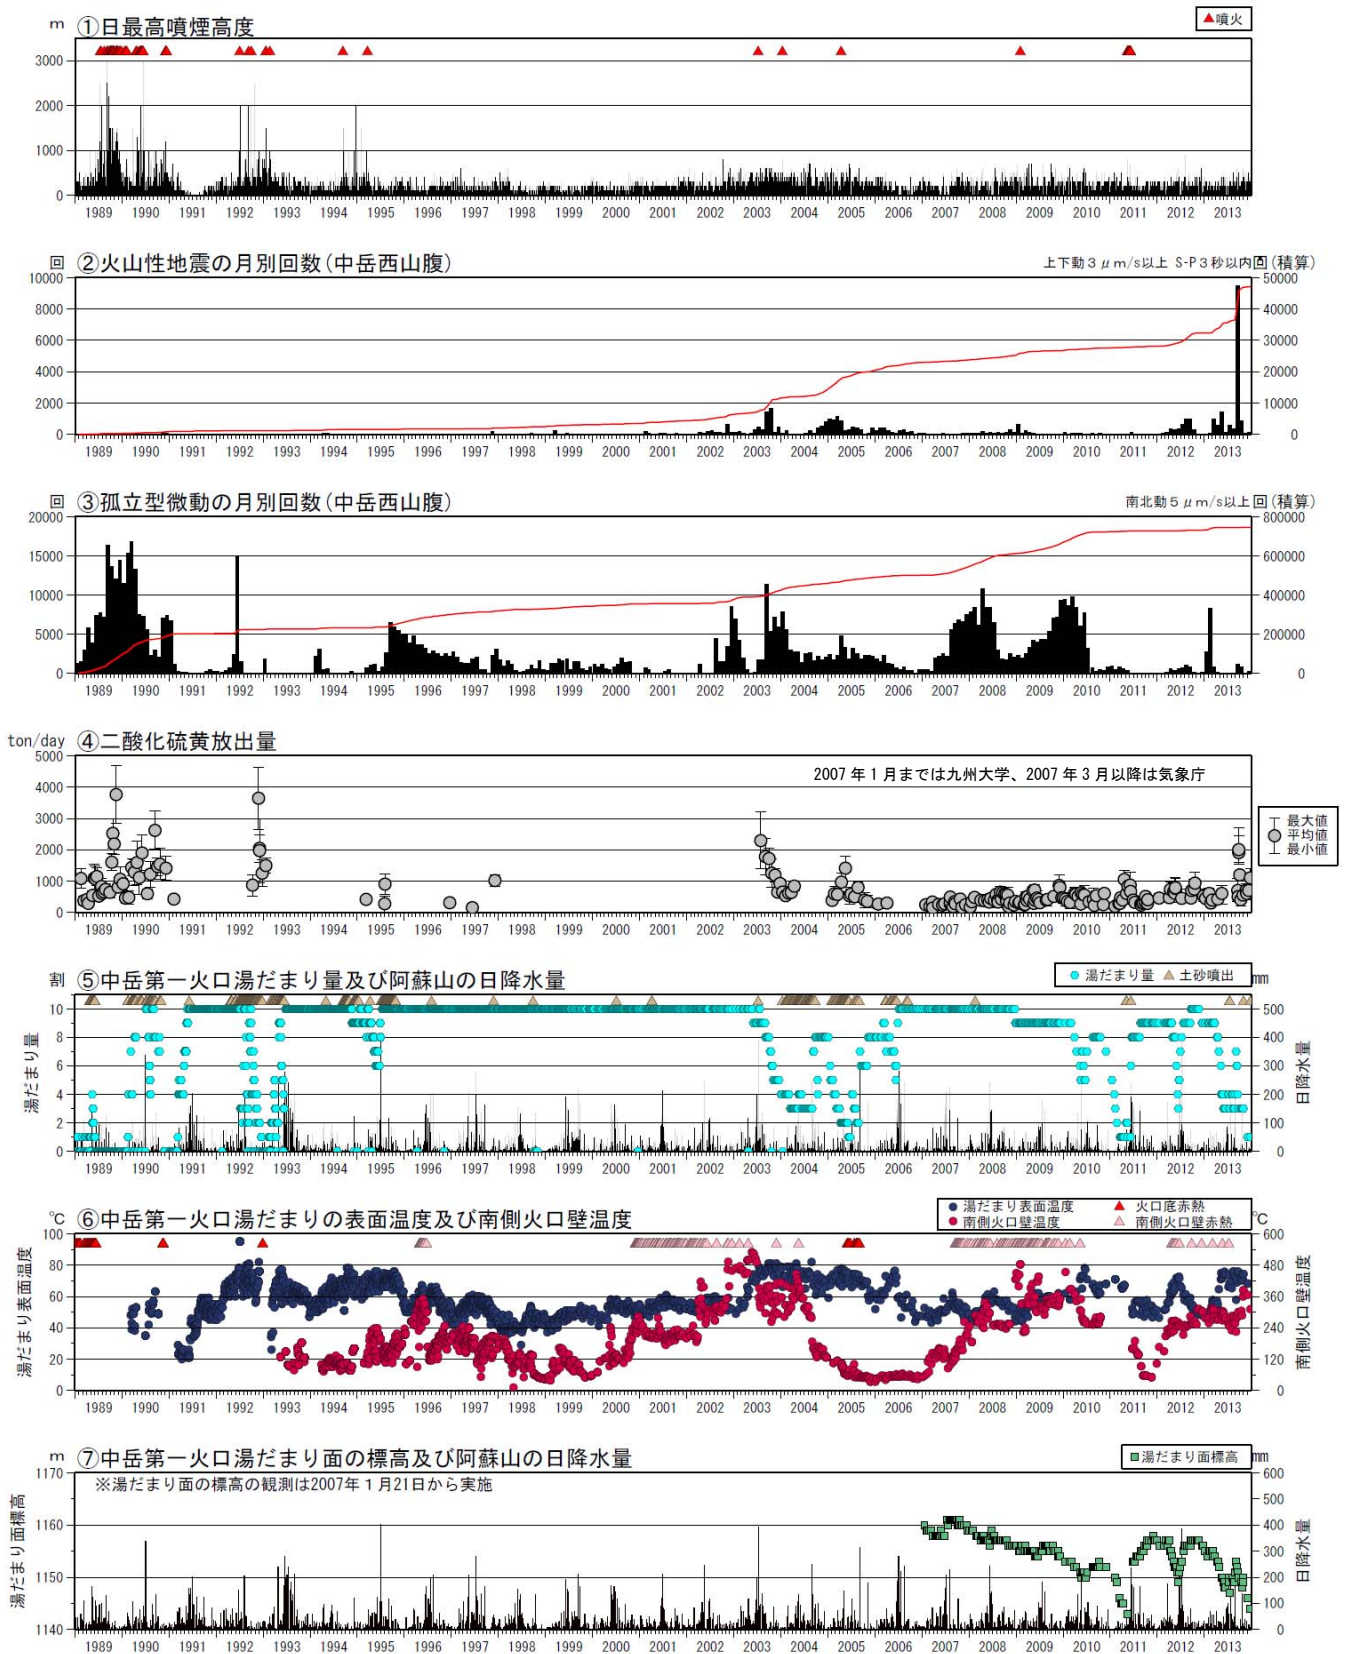 m ①日最高噴煙高度
▲噴火
3000
2000
1000
0
1989 1990 1991 1992 1993 1994 1995 1996 1997 1998 1999 2000 2001 2002 2003 2004 2005 2006 2007 2008 2009 2010 2011 2012 2013
回 ②火山性地震の月別回数(中岳西山腹)
上下動3μm/s以上 S-P3秒以内 回(積算)
10000 50000
8000 40000
6000 30000
4000 20000
2000 10000
0 0
1989 1990 1991 1992 1993 1994 1995 1996 1997 1998 1999 2000 2001 2002 2003 2004 2005 2006 2007 2008 2009 2010 2011 2012 2013
回 ③孤立型微動の月別回数(中岳西山腹)
南北動5μm/s以上 回(積算)
20000 800000
15000 600000
10000 400000
5000 200000
0 0
1989 1990 1991 1992 1993 1994 1995 1996 1997 1998 1999 2000 2001 2002 2003 2004 2005 2006 2007 2008 2009 2010 2011 2012 2013
ton/day ④二酸化硫黄放出量
2007年1月までは九州大学、2007年3月以降は気象庁
5000
4000
3000
2000
1000
0
最大値
平均値
最小値
1989 1990 1991 1992 1993 1994 1995 1996 1997 1998 1999 2000 2001 2002 2003 2004 2005 2006 2007 2008 2009 2010 2011 2012 2013
割 ⑤中岳第一火口湯だまり量及び阿蘇山の日降水量
湯だまり量 ▲土砂噴出
mm
湯だまり量
日降水量
10 500
8 400
6 300
4 200
2 100
0 0
1989 1990 1991 1992 1993 1994 1995 1996 1997 1998 1999 2000 2001 2002 2003 2004 2005 2006 2007 2008 2009 2010 2011 2012 2013
℃ ⑥中岳第一火口湯だまりの表面温度及び南側火口壁温度
● 湯だまり表面温度 ▲ 火口底赤熱
● 南側火口壁温度 ▲ 南側火口壁赤熱
℃
湯だまり表面温度
南側火口壁温度
100 600
80 480
60 360
40 240
20 120
0 0
1989 1990 1991 1992 1993 1994 1995 1996 1997 1998 1999 2000 2001 2002 2003 2004 2005 2006 2007 2008 2009 2010 2011 2012 2013
m ⑦中岳第一火口湯だまり面の標高及び阿蘇山の日降水量
■湯だまり面標高
mm
※湯だまり面の標高の観測は2007年1月21日から実施
湯だまり面標高
日降水量
1170 600
500
1160 400
300
1150 200
100
1140 0
1989 1990 1991 1992 1993 1994 1995 1996 1997 1998 1999 2000 2001 2002 2003 2004 2005 2006 2007 2008 2009 2010 2011 2012 2013